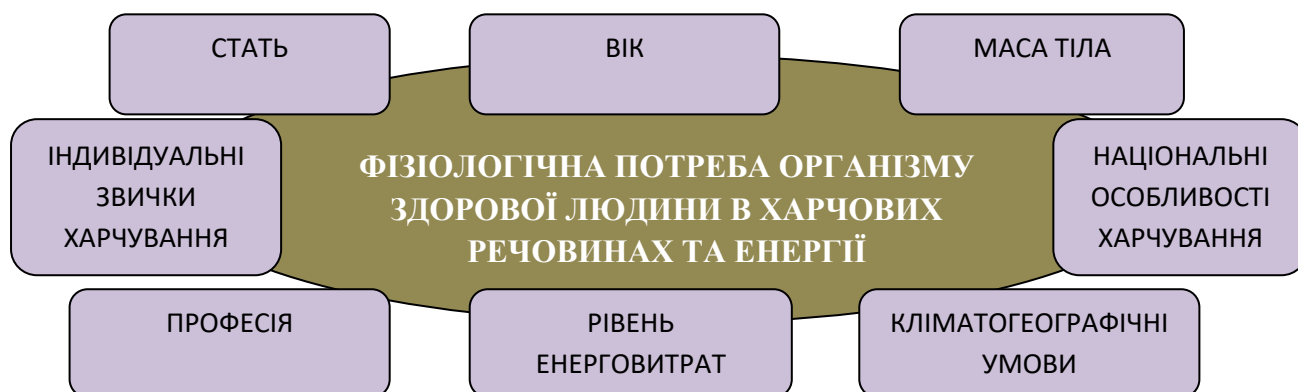 СТАТЬ
ВІК
МАСА ТІЛА
ІНДИВІДУАЛЬНІ
ЗВИЧКИ
ХАРЧУВАННЯ
ФІЗІОЛОГІЧНА ПОТРЕБА ОРГАНІЗМУ
ЗДОРОВОЇ ЛЮДИНИ В ХАРЧОВИХ
РЕЧОВИНАХ ТА ЕНЕРГІЇ
НАЦІОНАЛЬНІ
ОСОБЛИВОСТІ
ХАРЧУВАННЯ
ПРОФЕСІЯ
РІВЕНЬ
ЕНЕРГОВИТРАТ
КЛІМАТОГЕОГРАФІЧНІ
УМОВИ